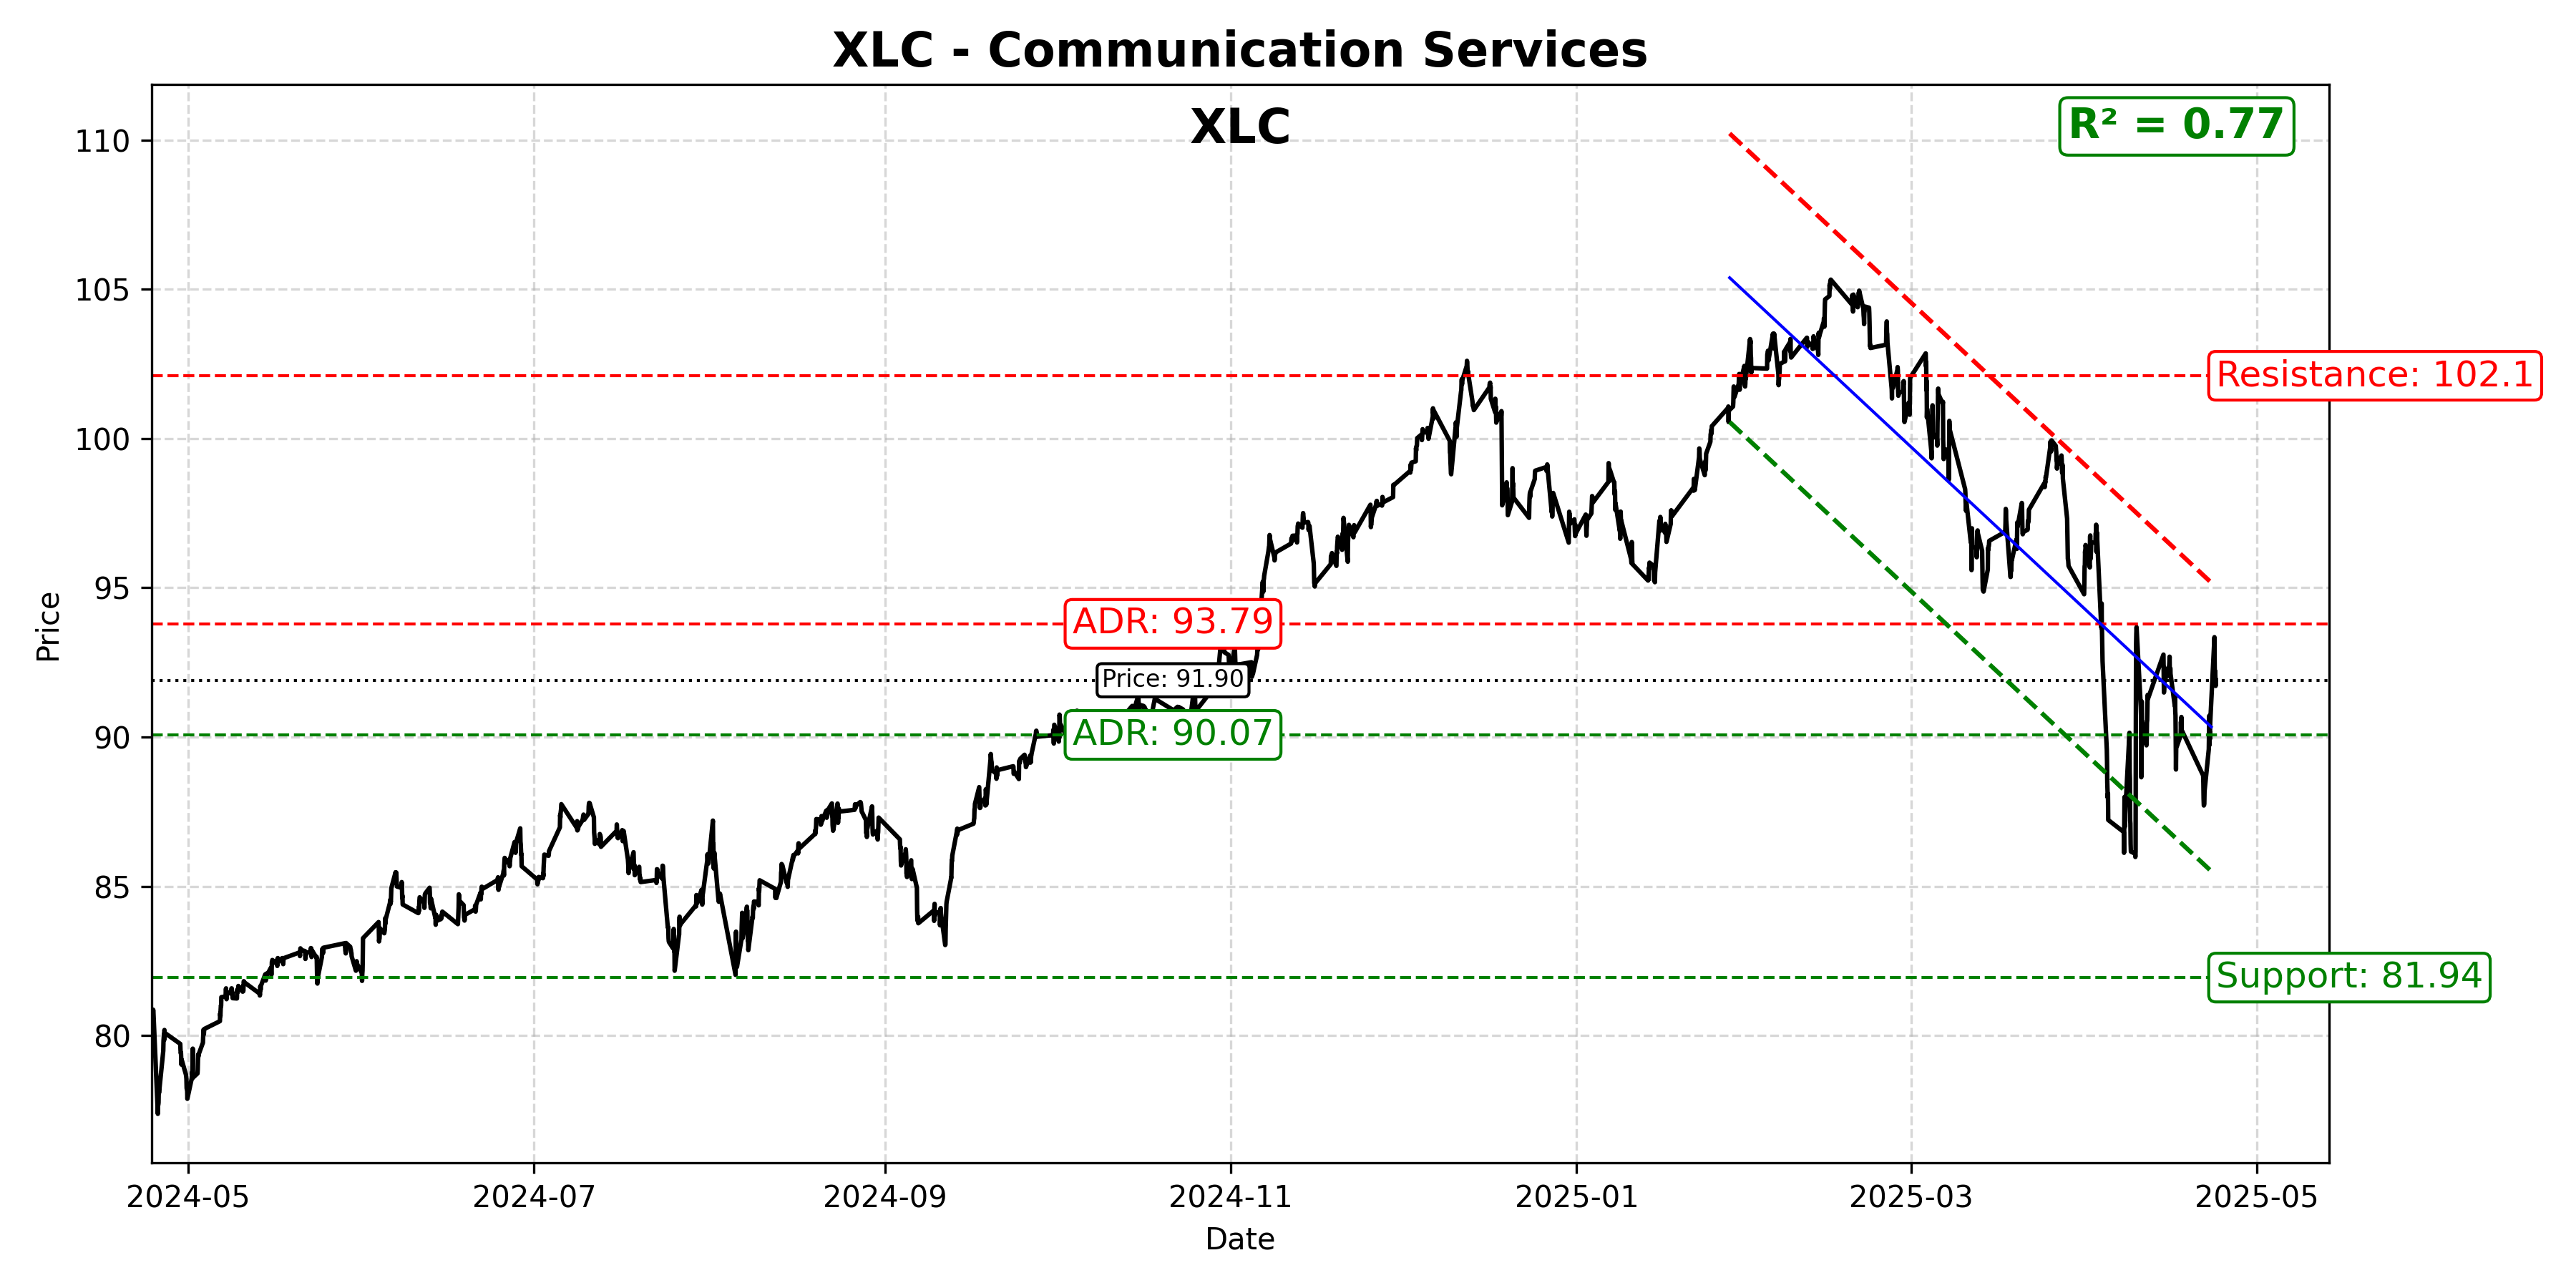 XLC - Communication Services
XLC
R² = 0.77
110
105
Resistance: 102.1
100
95
ADR: 93.79
Price: 91.90
90
ADR: 90.07
85
Support: 81.94
80
Price
2024-05
2024-07
2024-09
2024-11
2025-01
2025-03
2025-05
Date